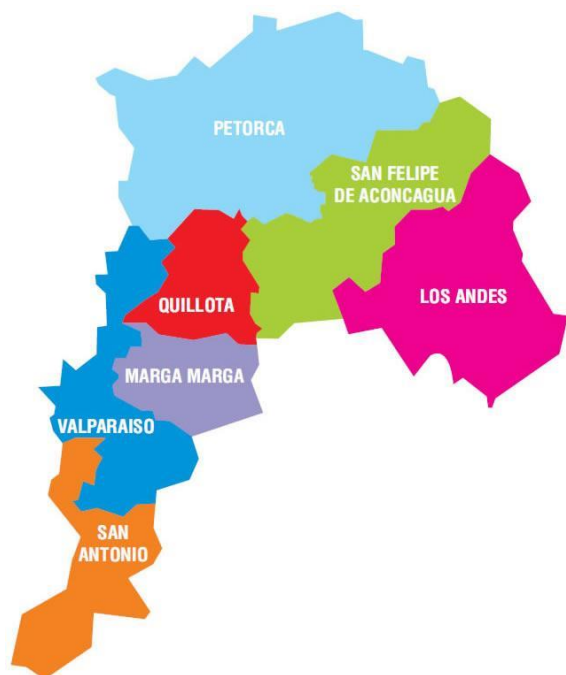 PETORCA
SAN FELIPE
DE ACONCAGUA
QUILLOTA
LOS ANDES
MARGA MARGA
VALPARAISO
SAN
ANTONIO